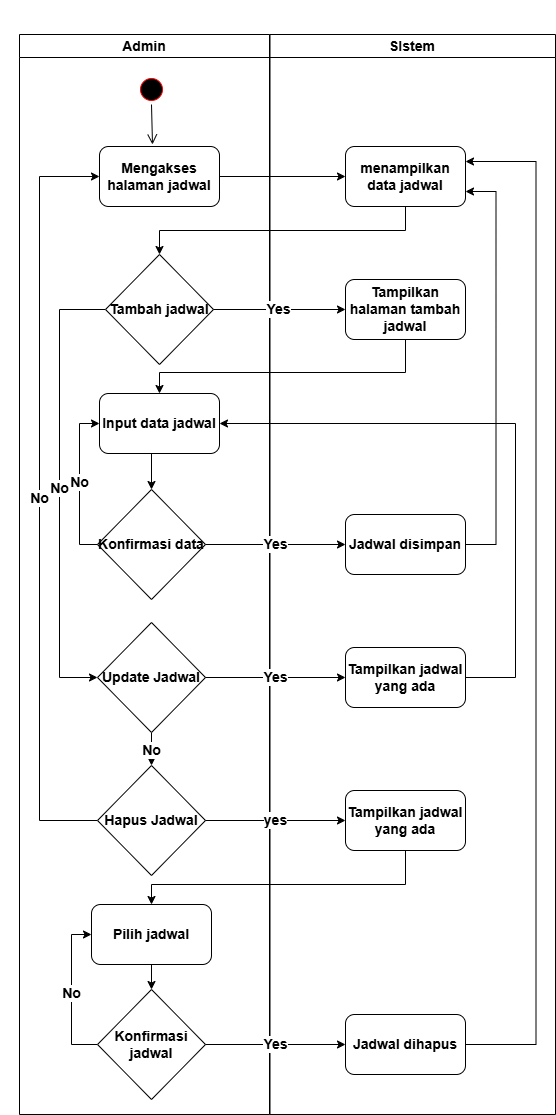 Admin
SIstem
Mengakses
halaman jadwal
menampilkan
data jadwal
Tambah jadwal
Yes
Tampilkan
halaman tambah
jadwal
Input data jadwal
No
No
No
Konfirmasi data
Yes
Jadwal disimpan
Update Jadwal
Yes
Tampilkan jadwal
yang ada
No
Hapus Jadwal
yes
Tampilkan jadwal
yang ada
Pilih jadwal
No
Konfirmasi
jadwal
Yes
Jadwal dihapus